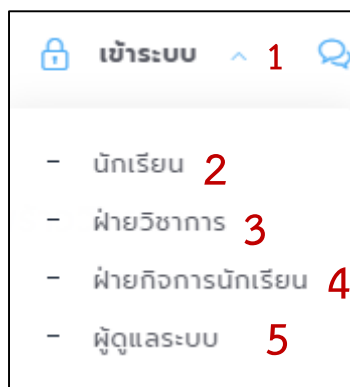 เข้าระบบ 1
- นักเรียน 2
- ฝ่ายวิชาการ 3
- ฝ่ายกิจการนักเรียน 4
- ผู้ดูแลระบบ 5